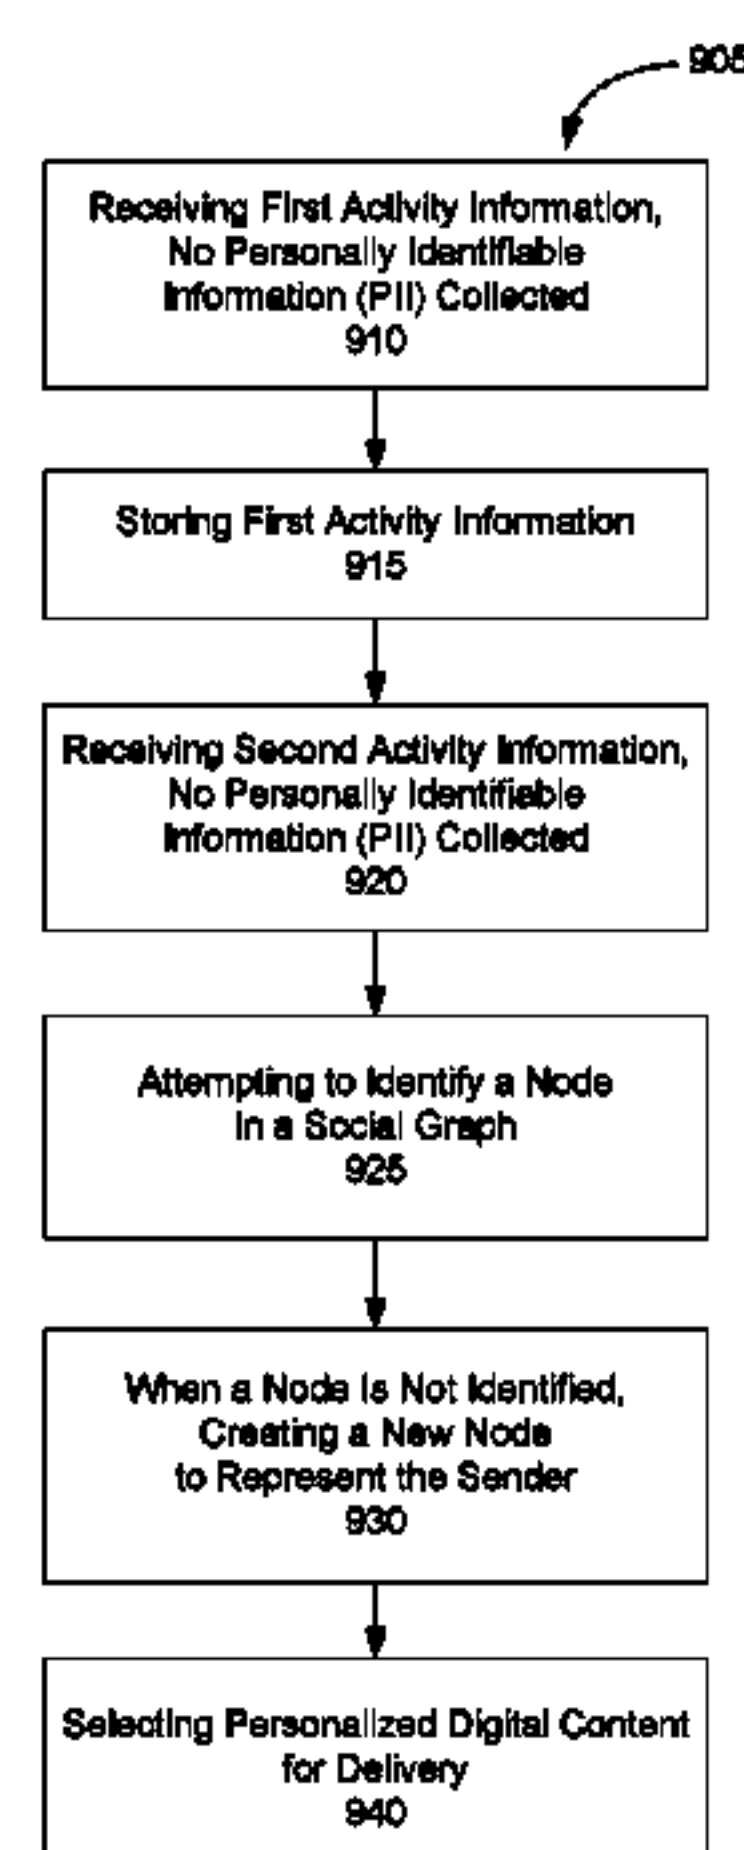 905
Receiving First Activity Information,
No Personally Identifiable
Information (PII) Collected
910
Storing First Activity Information
915
Receiving Second Activity Information,
No Personally Identifiable
Information (PII) Collected
920
Attempting to Identify a Node
in a Social Graph
925
When a Node Is Not Identified,
Creating a New Node
to Represent the Sender
930
Selecting Personalized Digital Content
for Delivery
940